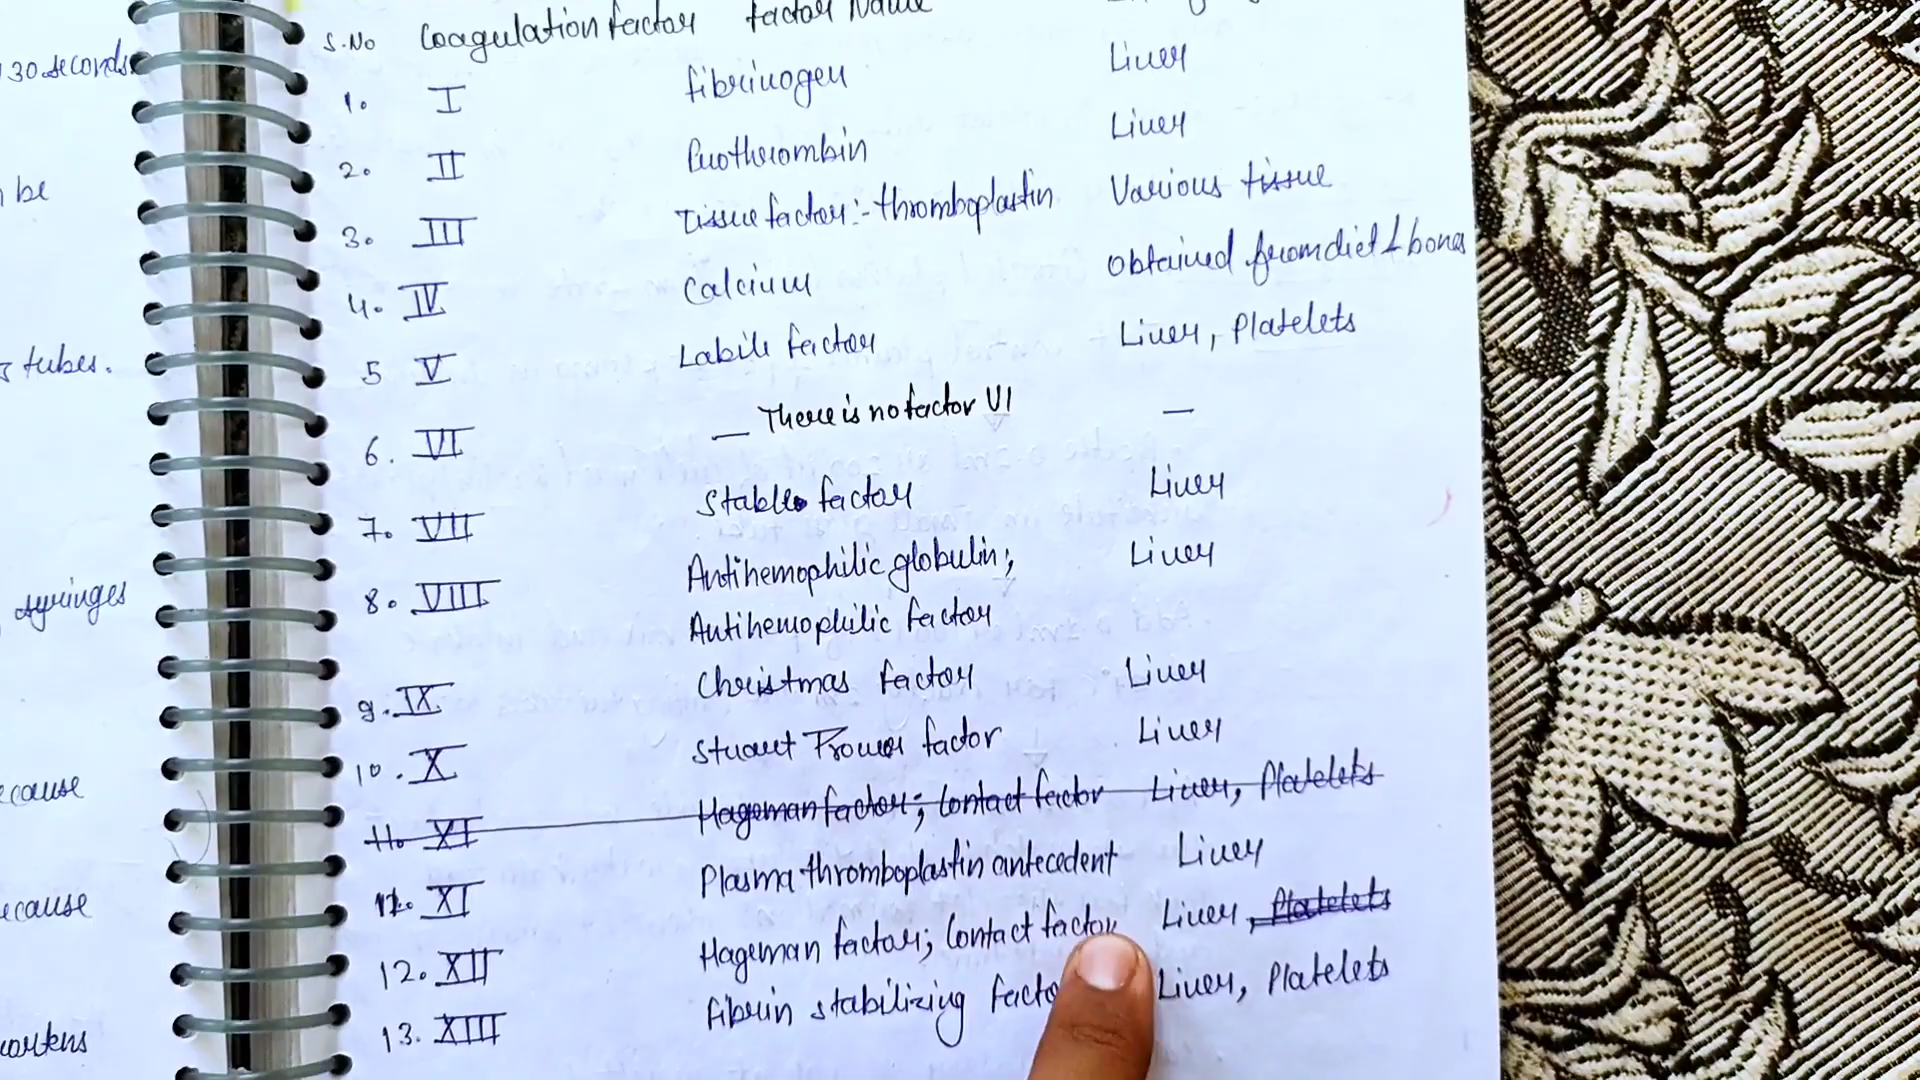 30 seconds
be
tubes.
syringes
cause
ecause
S.No Coagulation factor factor Name
1. I fibrinogen Liver
2. II Prothrombin Liver
3. III Tissue factor:- thromboplastin Various tissue
4. IV Calcium Obtained from diet & bones
5 V Labile factor Liver, Platelets
6. VI — There is no factor VI —
7. VII Stable factor Liver
8. VIII Antihemophilic globulin; Liver
Antihemophilic factor
9. IX Christmas factor Liver
10. X Stuart Prower factor Liver
11. XI Hageman factor; Contact factor Liver, Platelets
11. XI Plasma thromboplastin antecedent Liver
12. XII Hageman factor; Contact factor Liver, Platelets
13. XIII fibrin stabilizing facto Liver, Platelets